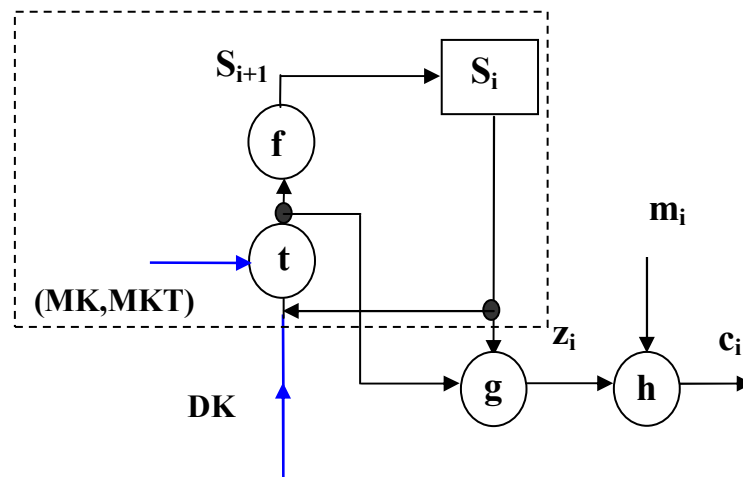 S_{i+1}
S_i
f
t
m_i
(MK,MKT)
z_i
c_i
DK
g
h